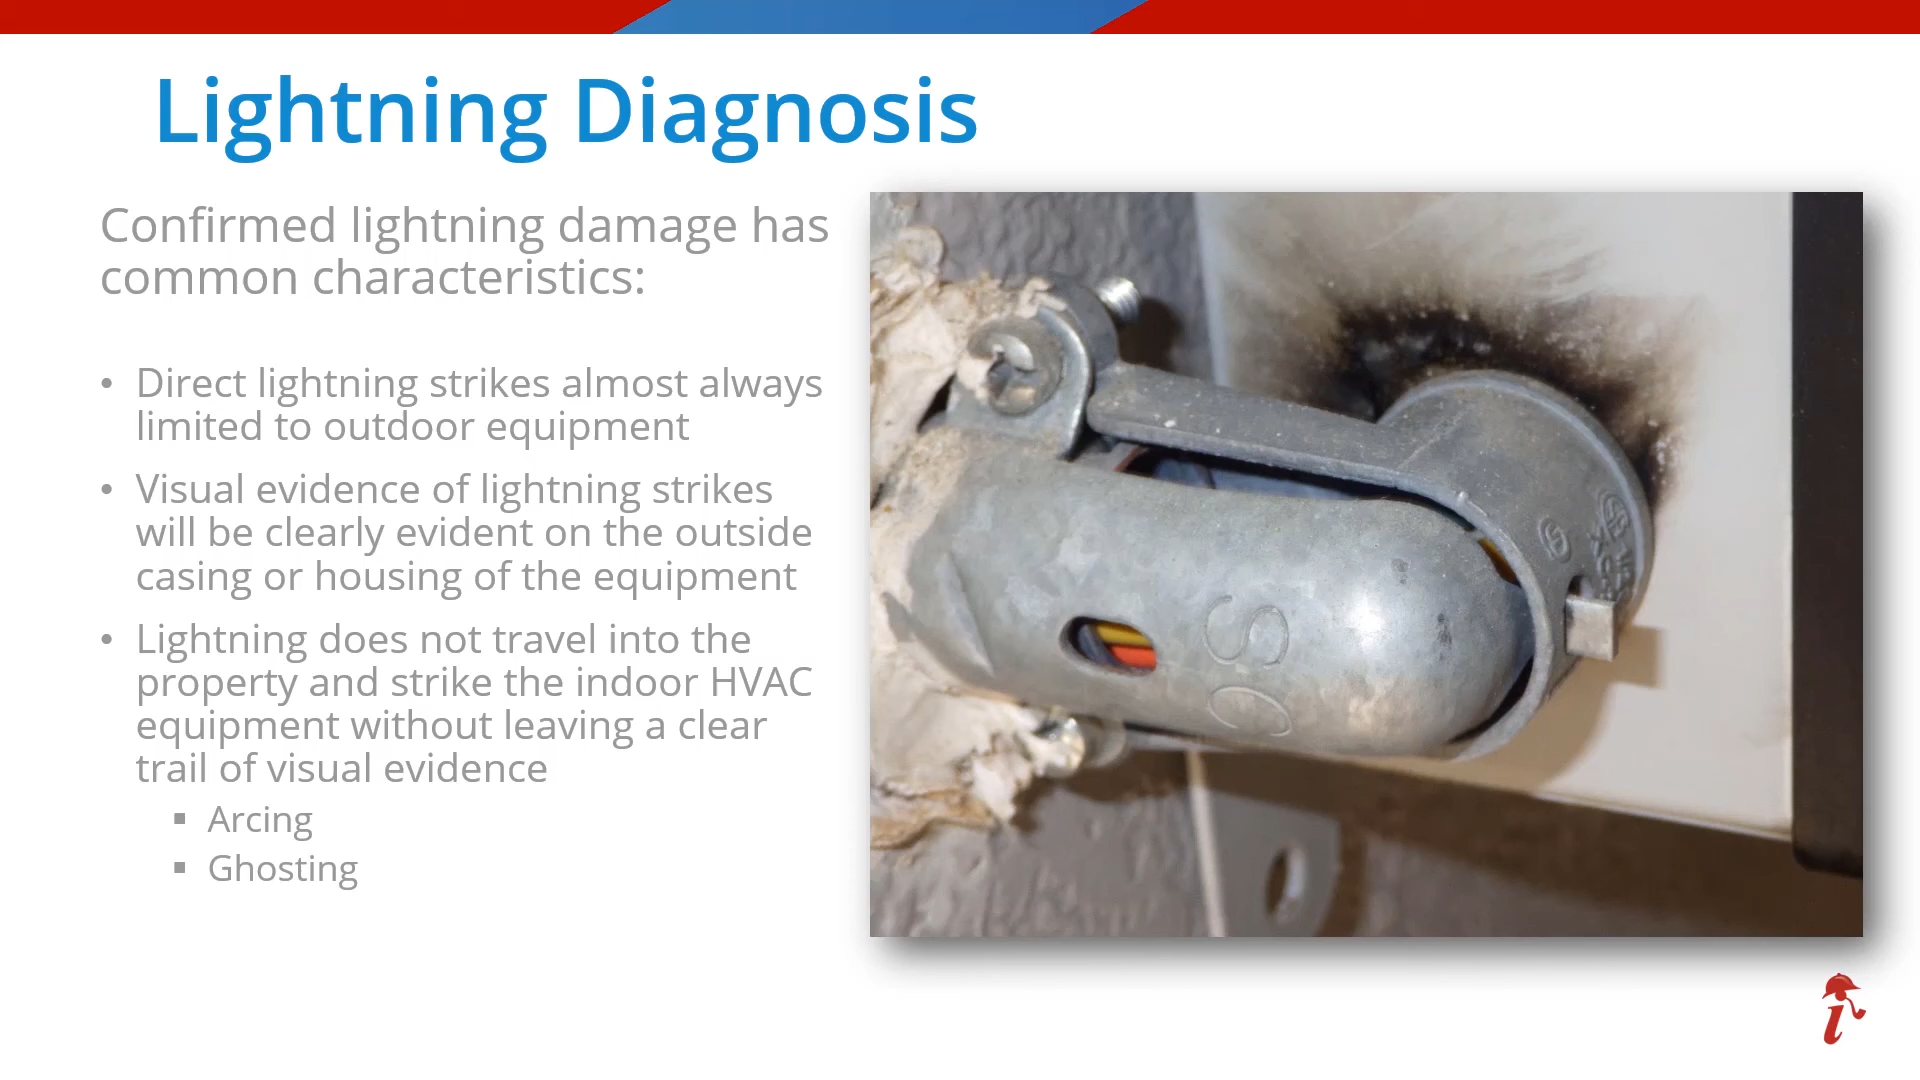 Lightning Diagnosis
Confirmed lightning damage has
common characteristics:
• Direct lightning strikes almost always
limited to outdoor equipment
• Visual evidence of lightning strikes
will be clearly evident on the outside
casing or housing of the equipment
• Lightning does not travel into the
property and strike the indoor HVAC
equipment without leaving a clear
trail of visual evidence
▪ Arcing
▪ Ghosting